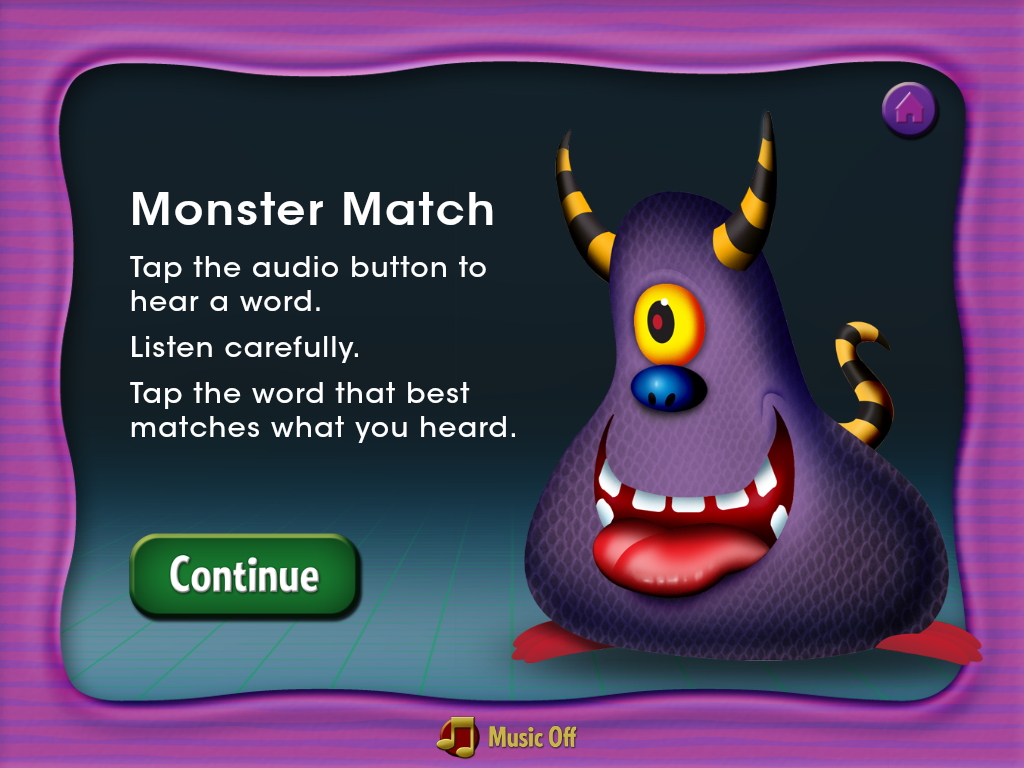 Monster Match
Tap the audio button to
hear a word.
Listen carefully.
Tap the word that best
matches what you heard.
Continue
Music Off